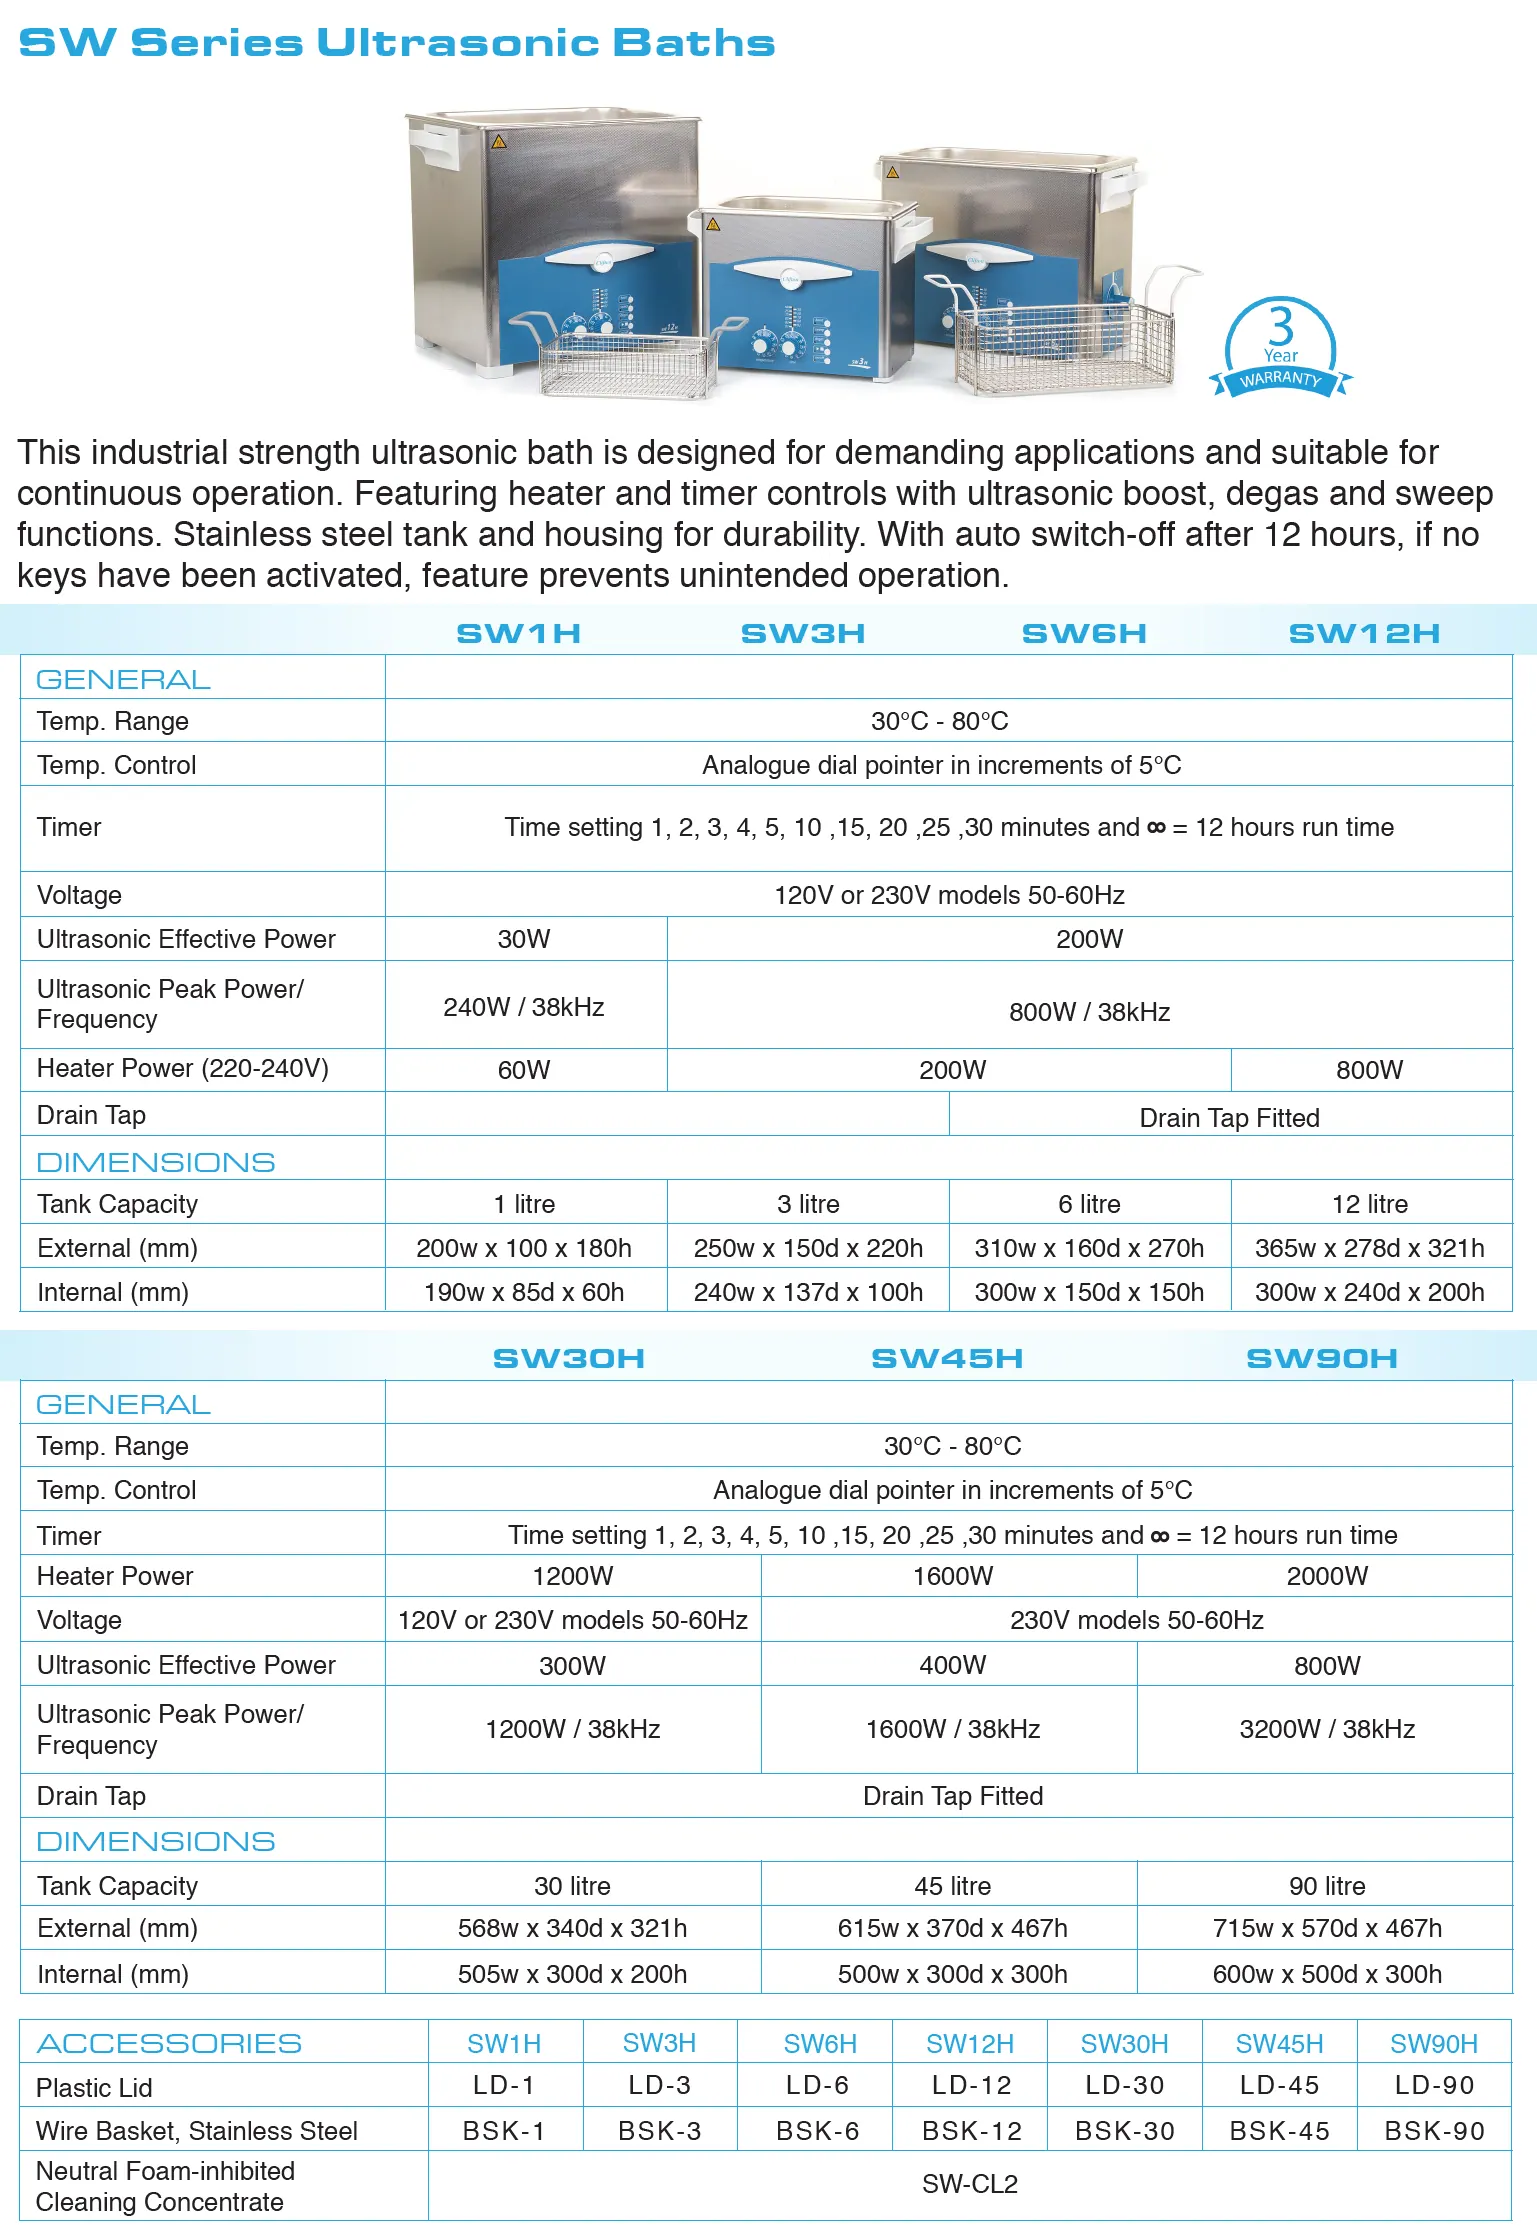 SW Series Ultrasonic Baths
Clifton
Clifton
SW12H
SW3H
3
Year
WARRANTY
This industrial strength ultrasonic bath is designed for demanding applications and suitable for
continuous operation. Featuring heater and timer controls with ultrasonic boost, degas and sweep
functions. Stainless steel tank and housing for durability. With auto switch-off after 12 hours, if no
keys have been activated, feature prevents unintended operation.
SW1H SW3H SW6H SW12H
GENERAL
Temp. Range 30°C - 80°C
Temp. Control Analogue dial pointer in increments of 5°C
Timer Time setting 1, 2, 3, 4, 5, 10 ,15, 20 ,25 ,30 minutes and ∞ = 12 hours run time
Voltage 120V or 230V models 50-60Hz
Ultrasonic Effective Power 30W 200W
Ultrasonic Peak Power/
Frequency 240W / 38kHz 800W / 38kHz
Heater Power (220-240V) 60W 200W 800W
Drain Tap Drain Tap Fitted
DIMENSIONS
Tank Capacity 1 litre 3 litre 6 litre 12 litre
External (mm) 200w x 100 x 180h 250w x 150d x 220h 310w x 160d x 270h 365w x 278d x 321h
Internal (mm) 190w x 85d x 60h 240w x 137d x 100h 300w x 150d x 150h 300w x 240d x 200h
SW30H SW45H SW90H
GENERAL
Temp. Range 30°C - 80°C
Temp. Control Analogue dial pointer in increments of 5°C
Timer Time setting 1, 2, 3, 4, 5, 10 ,15, 20 ,25 ,30 minutes and ∞ = 12 hours run time
Heater Power 1200W 1600W 2000W
Voltage 120V or 230V models 50-60Hz 230V models 50-60Hz
Ultrasonic Effective Power 300W 400W 800W
Ultrasonic Peak Power/
Frequency 1200W / 38kHz 1600W / 38kHz 3200W / 38kHz
Drain Tap Drain Tap Fitted
DIMENSIONS
Tank Capacity 30 litre 45 litre 90 litre
External (mm) 568w x 340d x 321h 615w x 370d x 467h 715w x 570d x 467h
Internal (mm) 505w x 300d x 200h 500w x 300d x 300h 600w x 500d x 300h
ACCESSORIES SW1H SW3H SW6H SW12H SW30H SW45H SW90H
Plastic Lid LD-1 LD-3 LD-6 LD-12 LD-30 LD-45 LD-90
Wire Basket, Stainless Steel BSK-1 BSK-3 BSK-6 BSK-12 BSK-30 BSK-45 BSK-90
Neutral Foam-inhibited
Cleaning Concentrate SW-CL2